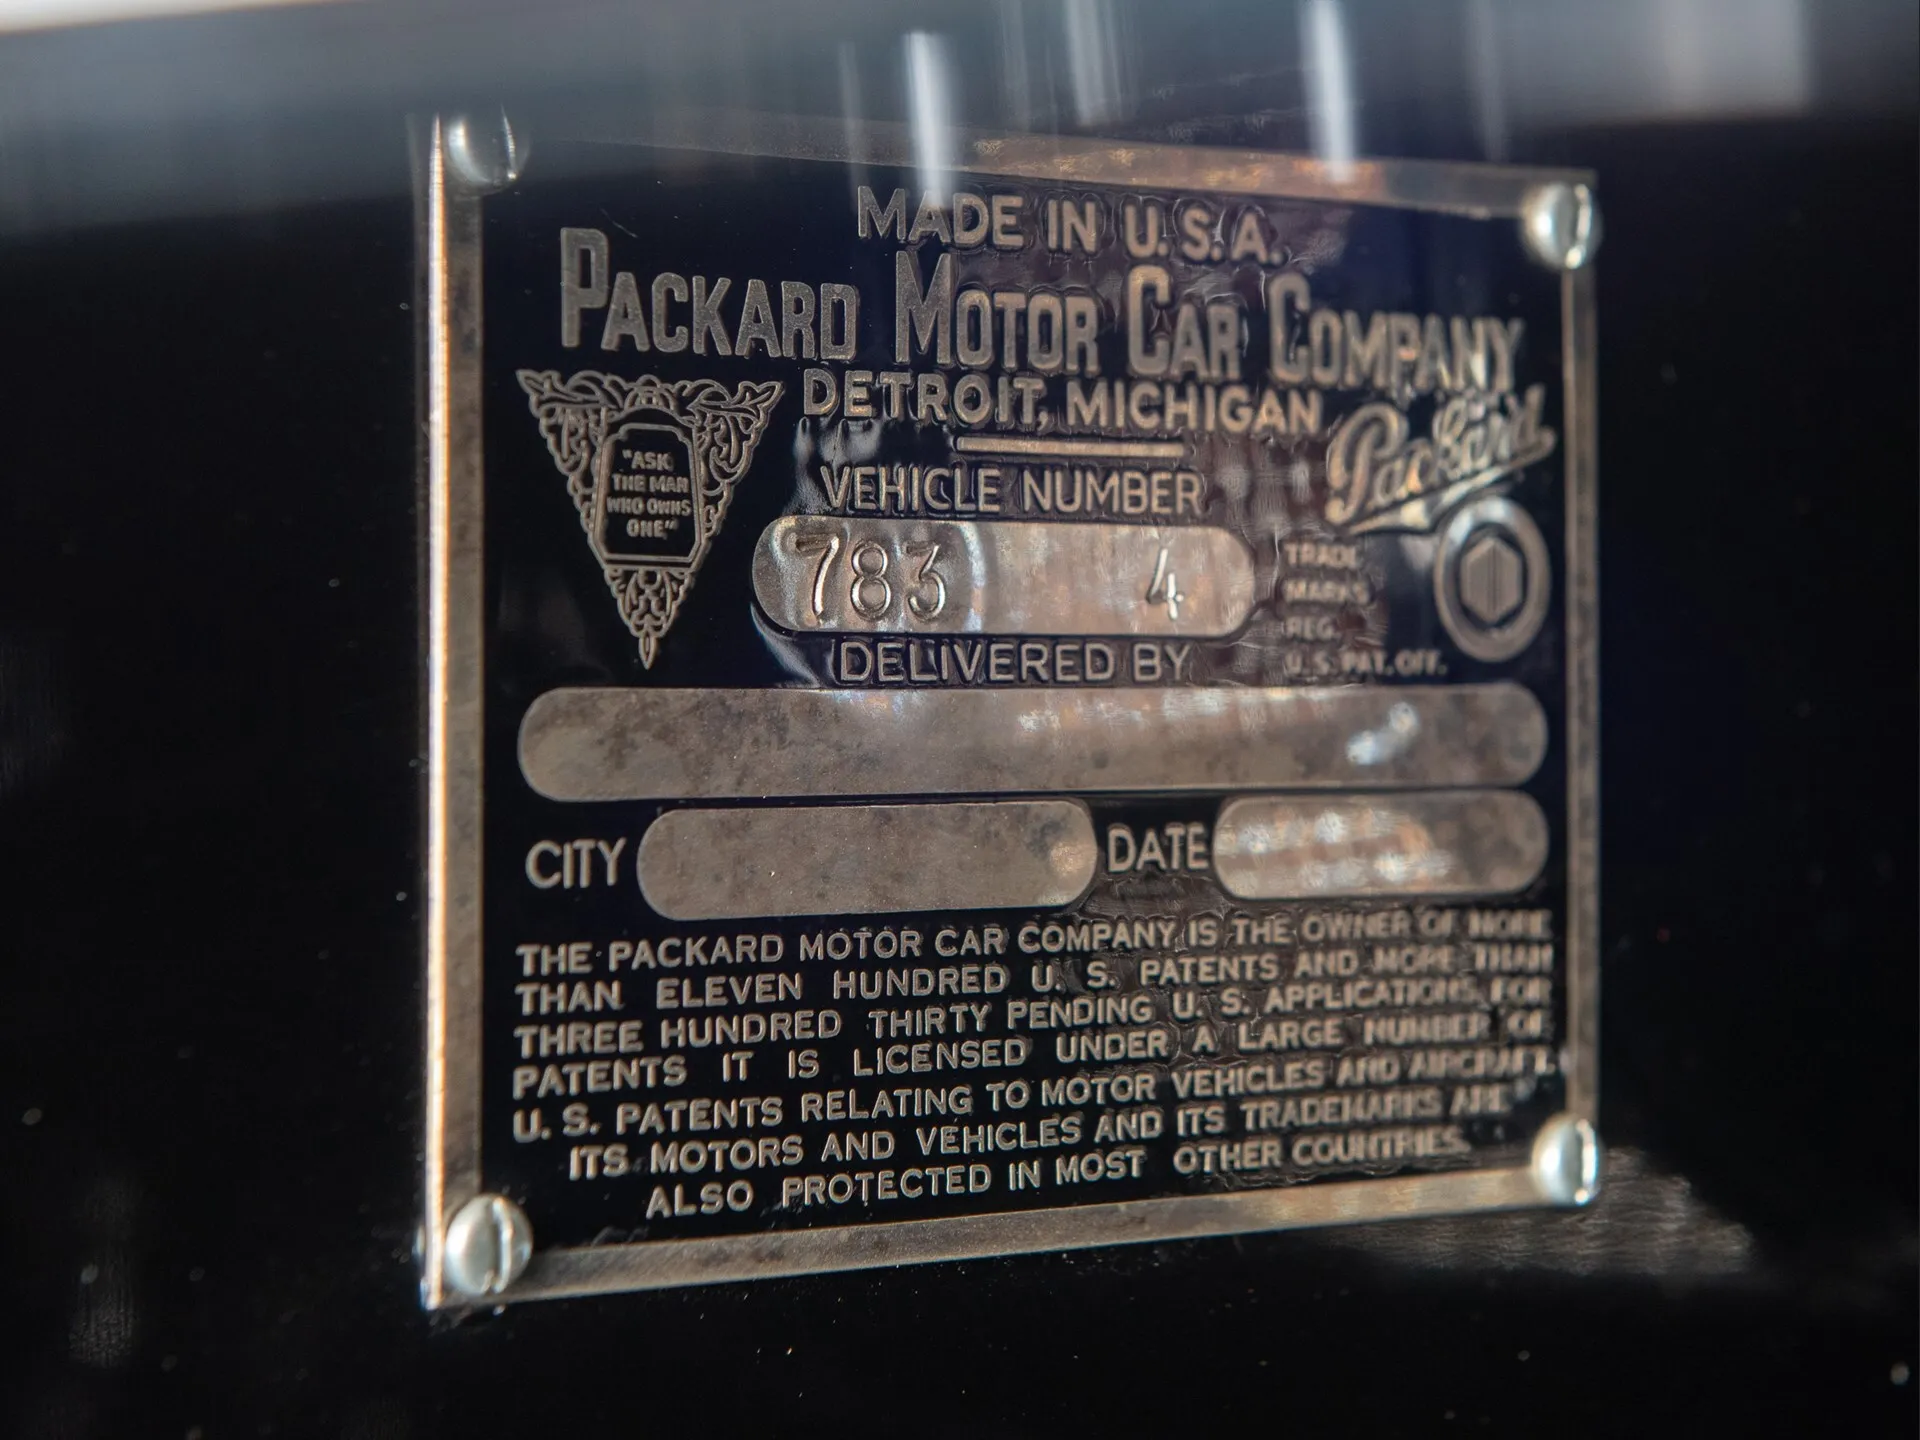 MADE IN U.S.A.
PACKARD MOTOR CAR COMPANY
DETROIT, MICHIGAN
"ASK
THE MAN
WHO OWNS
ONE"
Packard
VEHICLE NUMBER
783 4
TRADE
MARKS
REG.
U.S. PAT. OFF.
DELIVERED BY
CITY DATE
THE PACKARD MOTOR CAR COMPANY IS THE OWNER OF MORE
THAN ELEVEN HUNDRED U. S. PATENTS AND MORE THAN
THREE HUNDRED THIRTY PENDING U. S. APPLICATIONS, FOR
PATENTS IT IS LICENSED UNDER A LARGE NUMBER OF
U. S. PATENTS RELATING TO MOTOR VEHICLES AND AIRCRAFT.
ITS MOTORS AND VEHICLES AND ITS TRADEMARKS ARE
ALSO PROTECTED IN MOST OTHER COUNTRIES.